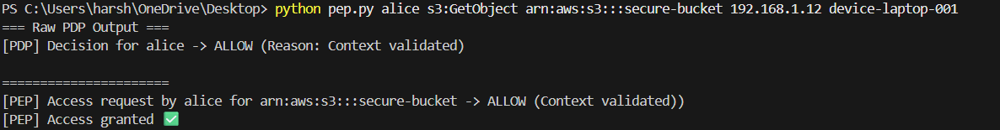 PS C:\Users\harsh\OneDrive\Desktop> python pep.py alice s3:GetObject arn:aws:s3:::secure-bucket 192.168.1.12 device-laptop-001
=== Raw PDP Output ===
[PDP] Decision for alice -> ALLOW (Reason: Context validated)
======================
[PEP] Access request by alice for arn:aws:s3:::secure-bucket -> ALLOW (Context validated))
[PEP] Access granted ✅